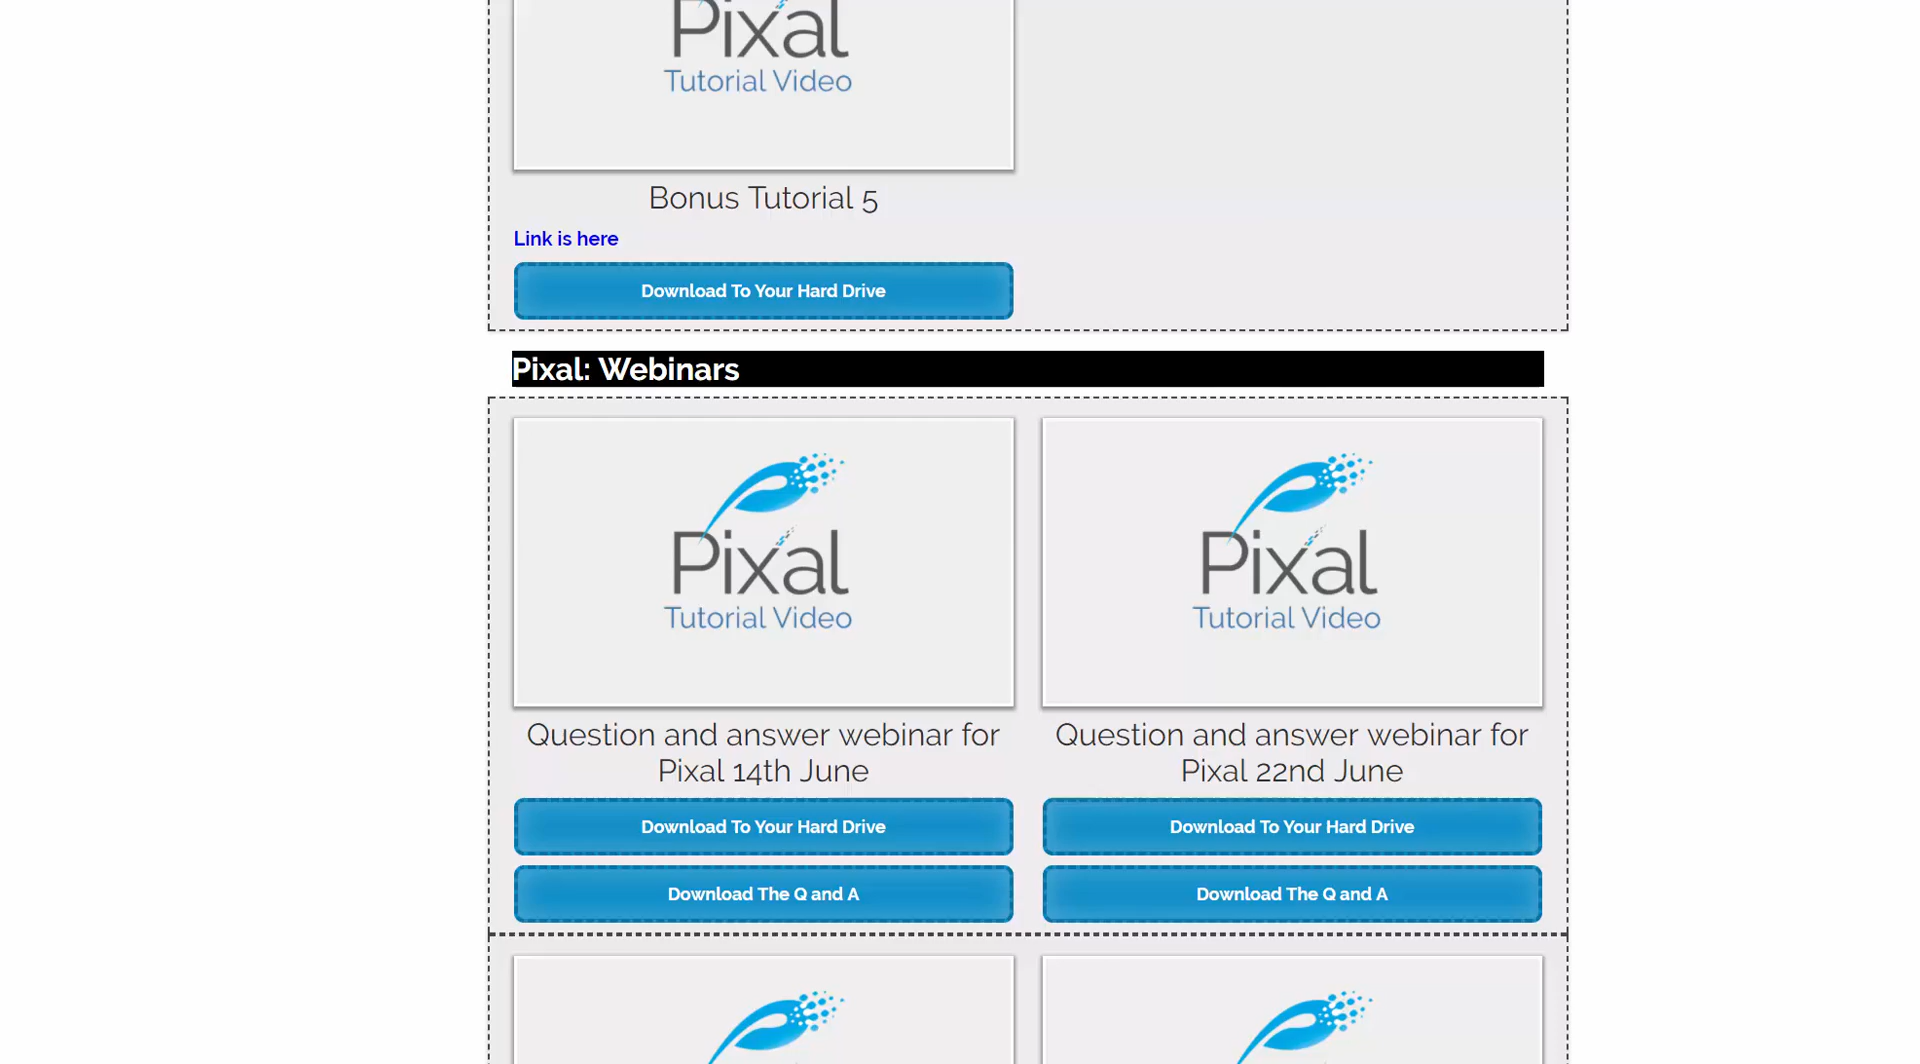 Pixal
Tutorial Video
Bonus Tutorial 5
Link is here
Download To Your Hard Drive
Pixal: Webinars
Pixal
Tutorial Video
Pixal
Tutorial Video
Question and answer webinar for
Pixal 14th June
Question and answer webinar for
Pixal 22nd June
Download To Your Hard Drive
Download To Your Hard Drive
Download The Q and A
Download The Q and A